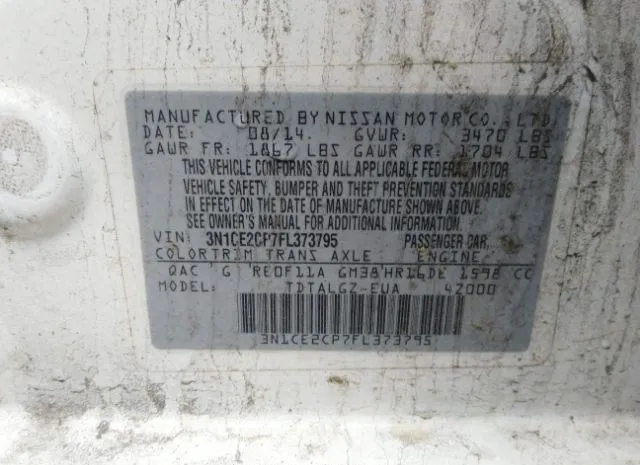 MANUFACTURED BY NISSAN MOTOR CO., LTD.
DATE: 08/14. GVWR: 3470 LBS
GAWR FR: 1867 LBS GAWR RR: 1704 LBS
THIS VEHICLE CONFORMS TO ALL APPLICABLE FEDERAL MOTOR
VEHICLE SAFETY, BUMPER AND THEFT PREVENTION STANDARDS
IN EFFECT ON THE DATE OF MANUFACTURE SHOWN ABOVE.
SEE OWNER'S MANUAL FOR ADDITIONAL INFORMATION.
VIN: 3N1CE2CP7FL373795 PASSENGER CAR
COLOR TRIM TRANS AXLE ENGINE
QAC G RE0F11A GM38 HR16DE 1598 CC
MODEL: TDTALGZ-EUA 42000
3N1CE2CP7FL373795